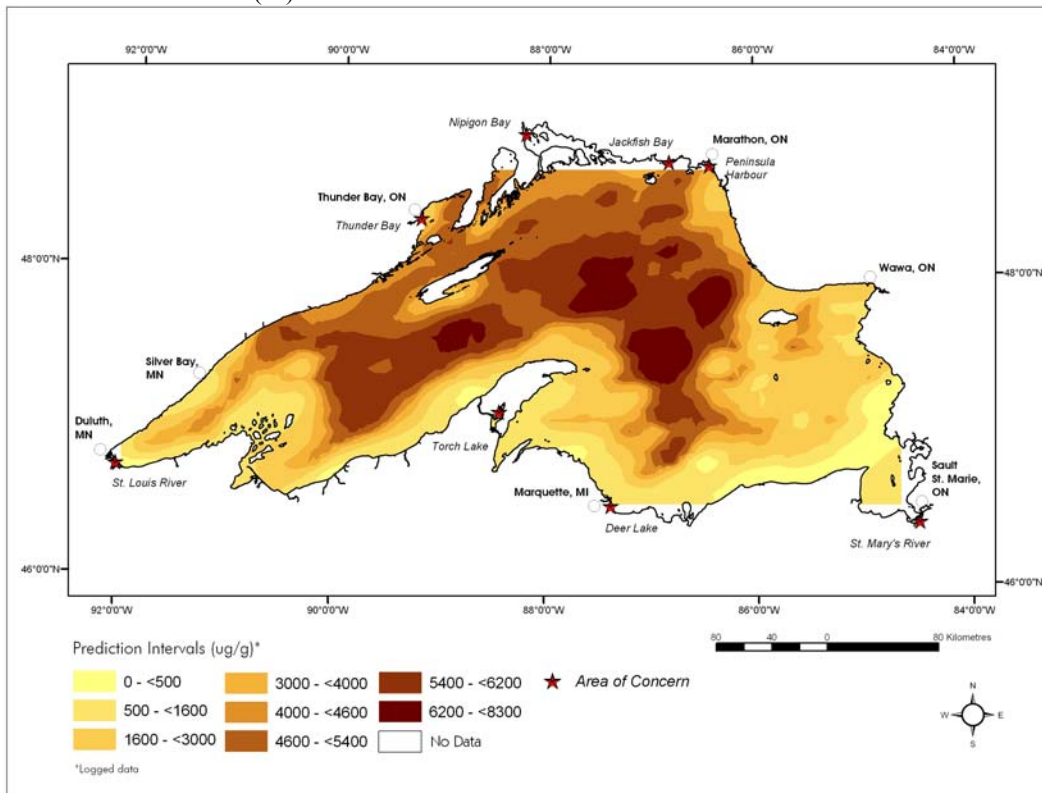 92°0'0"W 90°0'0"W 88°0'0"W 86°0'0"W 84°0'0"W
Nipigon Bay
Jackfish Bay
Marathon, ON
Peninsula
Harbour
Thunder Bay, ON
Thunder Bay
48°0'0"N
48°0'0"N
Wawa, ON
Silver Bay,
MN
Duluth,
MN
St. Louis River
Torch Lake
Marquette, MI
Deer Lake
Sault
St. Marie,
ON
St. Mary's River
46°0'0"N
46°0'0"N
92°0'0"W 90°0'0"W 88°0'0"W 86°0'0"W 84°0'0"W
80 40 0 80 Kilometres
Prediction Intervals (ug/g)*
0 - <500 3000 - <4000 5400 - <6200 Area of Concern
500 - <1600 4000 - <4600 6200 - <8300
1600 - <3000 4600 - <5400 No Data
*Logged data
N
W E
S